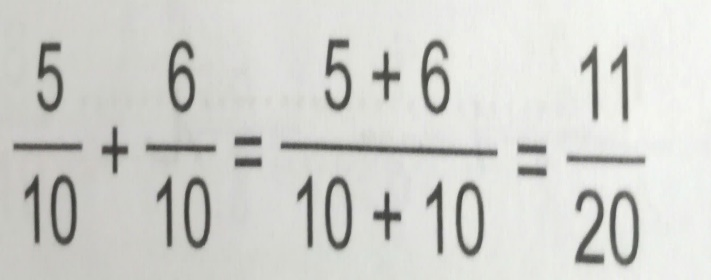 5/10 + 6/10 = (5 + 6)/(10 + 10) = 11/20